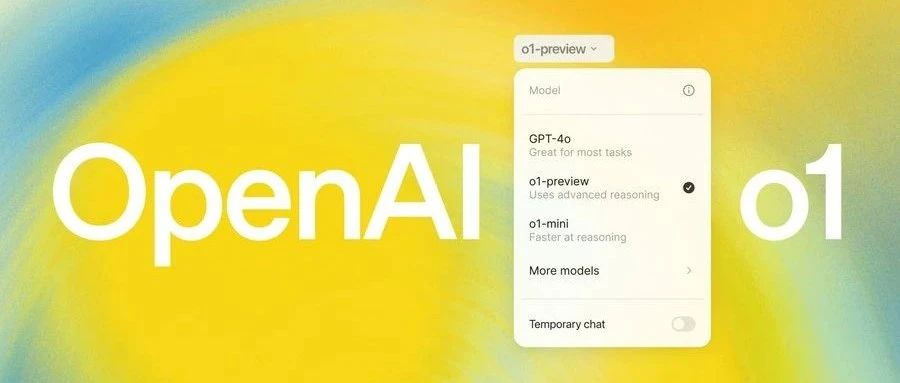 OpenAI
o1-preview
Model
GPT-4o
Great for most tasks
o1-preview
Uses advanced reasoning
o1-mini
Faster at reasoning
More models
Temporary chat
o1